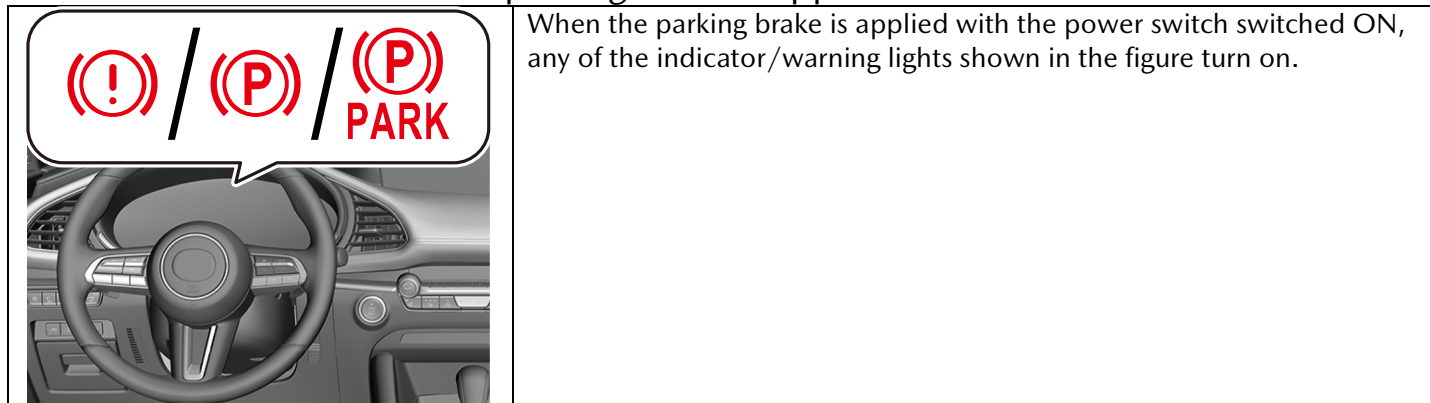 When the parking brake is applied with the power switch switched ON,
any of the indicator/warning lights shown in the figure turn on.
(!) / (P) / (P)
PARK